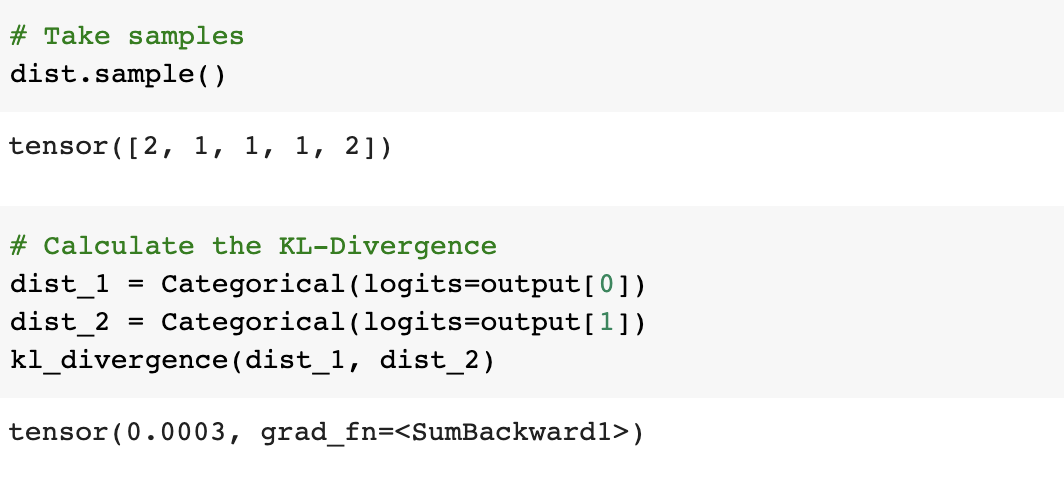 # Take samples
dist.sample()
tensor([2, 1, 1, 1, 2])
# Calculate the KL-Divergence
dist_1 = Categorical(logits=output[0])
dist_2 = Categorical(logits=output[1])
kl_divergence(dist_1, dist_2)
tensor(0.0003, grad_fn=<SumBackward1>)